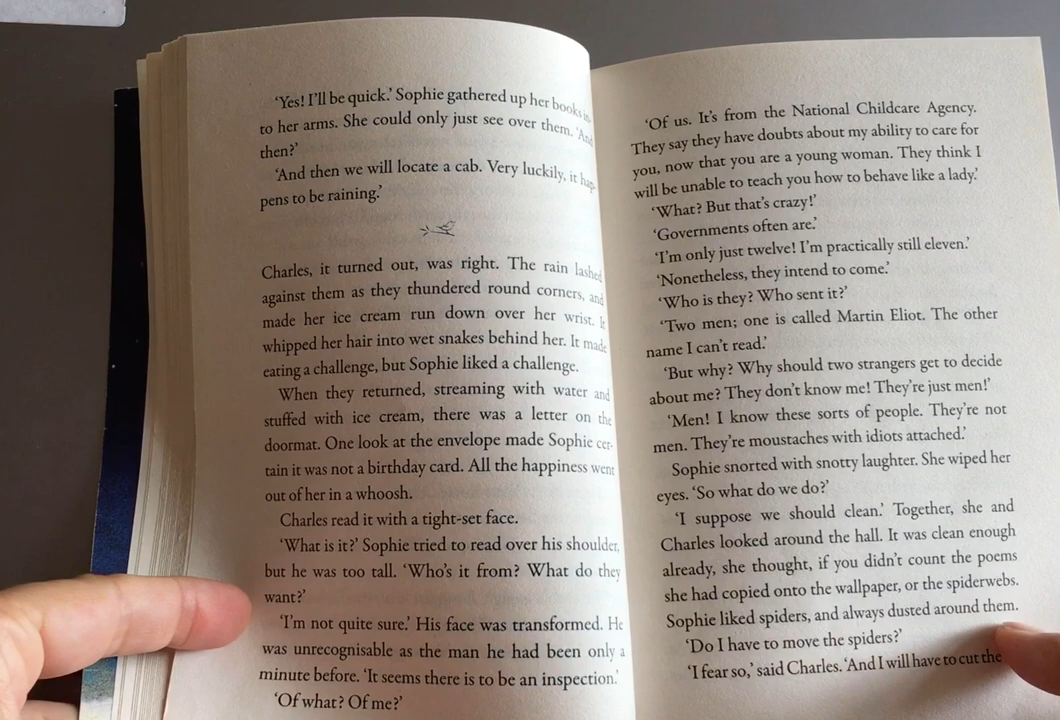 ‘Yes! I’ll be quick.’ Sophie gathered up her books in-
to her arms. She could only just see over them. ‘And
then?’
‘And then we will locate a cab. Very luckily, it hap-
pens to be raining.’
Charles, it turned out, was right. The rain lashed
against them as they thundered round corners, and
made her ice cream run down over her wrist. It
whipped her hair into wet snakes behind her. It made
eating a challenge, but Sophie liked a challenge.
When they returned, streaming with water and
stuffed with ice cream, there was a letter on the
doormat. One look at the envelope made Sophie cer-
tain it was not a birthday card. All the happiness went
out of her in a whoosh.
Charles read it with a tight-set face.
‘What is it?’ Sophie tried to read over his shoulder,
but he was too tall. ‘Who’s it from? What do they
want?’
‘I’m not quite sure.’ His face was transformed. He
was unrecognisable as the man he had been only a
minute before. ‘It seems there is to be an inspection.’
‘Of what? Of me?’
‘Of us. It’s from the National Childcare Agency.
They say they have doubts about my ability to care for
you, now that you are a young woman. They think I
will be unable to teach you how to behave like a lady.’
‘What? But that’s crazy!’
‘Governments often are.’
‘I’m only just twelve! I’m practically still eleven.’
‘Nonetheless, they intend to come.’
‘Who is they? Who sent it?’
‘Two men; one is called Martin Eliot. The other
name I can’t read.’
‘But why? Why should two strangers get to decide
about me? They don’t know me! They’re just men!’
‘Men! I know these sorts of people. They’re not
men. They’re moustaches with idiots attached.’
Sophie snorted with snotty laughter. She wiped her
eyes. ‘So what do we do?’
‘I suppose we should clean.’ Together, she and
Charles looked around the hall. It was clean enough
already, she thought, if you didn’t count the poems
she had copied onto the wallpaper, or the spiderwebs.
Sophie liked spiders, and always dusted around them.
‘Do I have to move the spiders?’
‘I fear so,’ said Charles. ‘And I will have to cut the